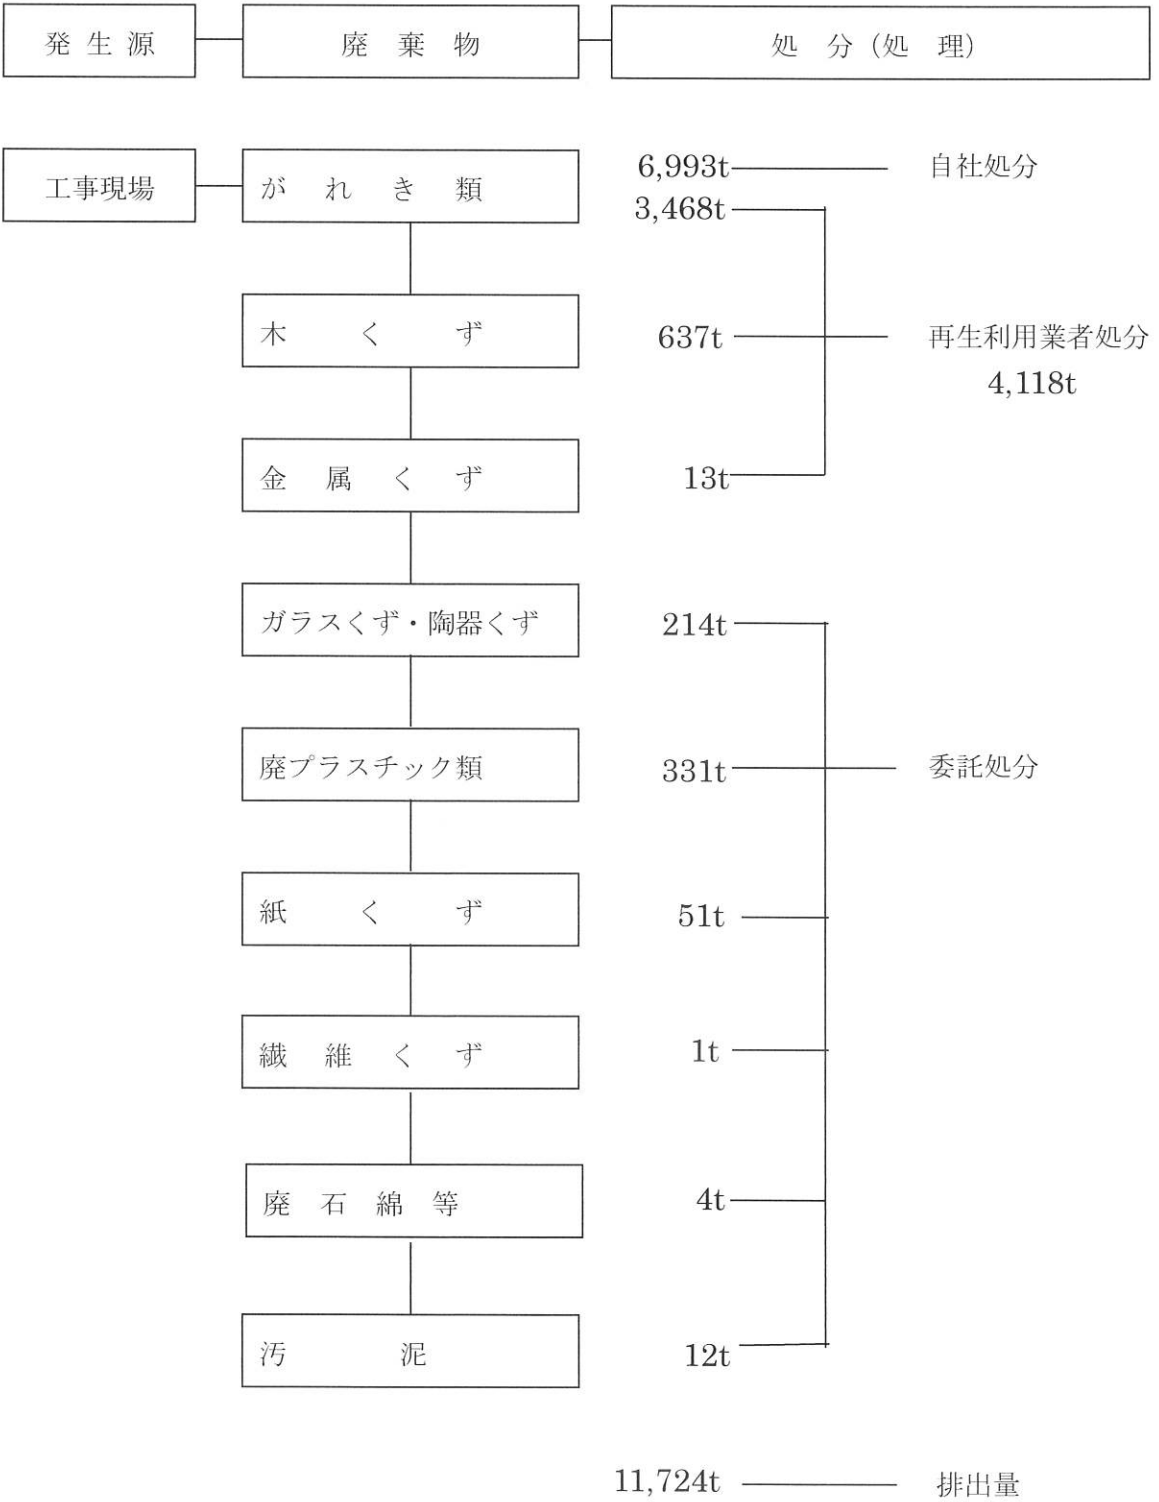 発生源 廃棄物 処分（処理）
工事現場 がれき類 6,993t 自社処分
3,468t
木くず 637t 再生利用業者処分
4,118t
金属くず 13t
ガラスくず・陶器くず 214t
廃プラスチック類 331t 委託処分
紙くず 51t
繊維くず 1t
廃石綿等 4t
汚泥 12t
11,724t 排出量